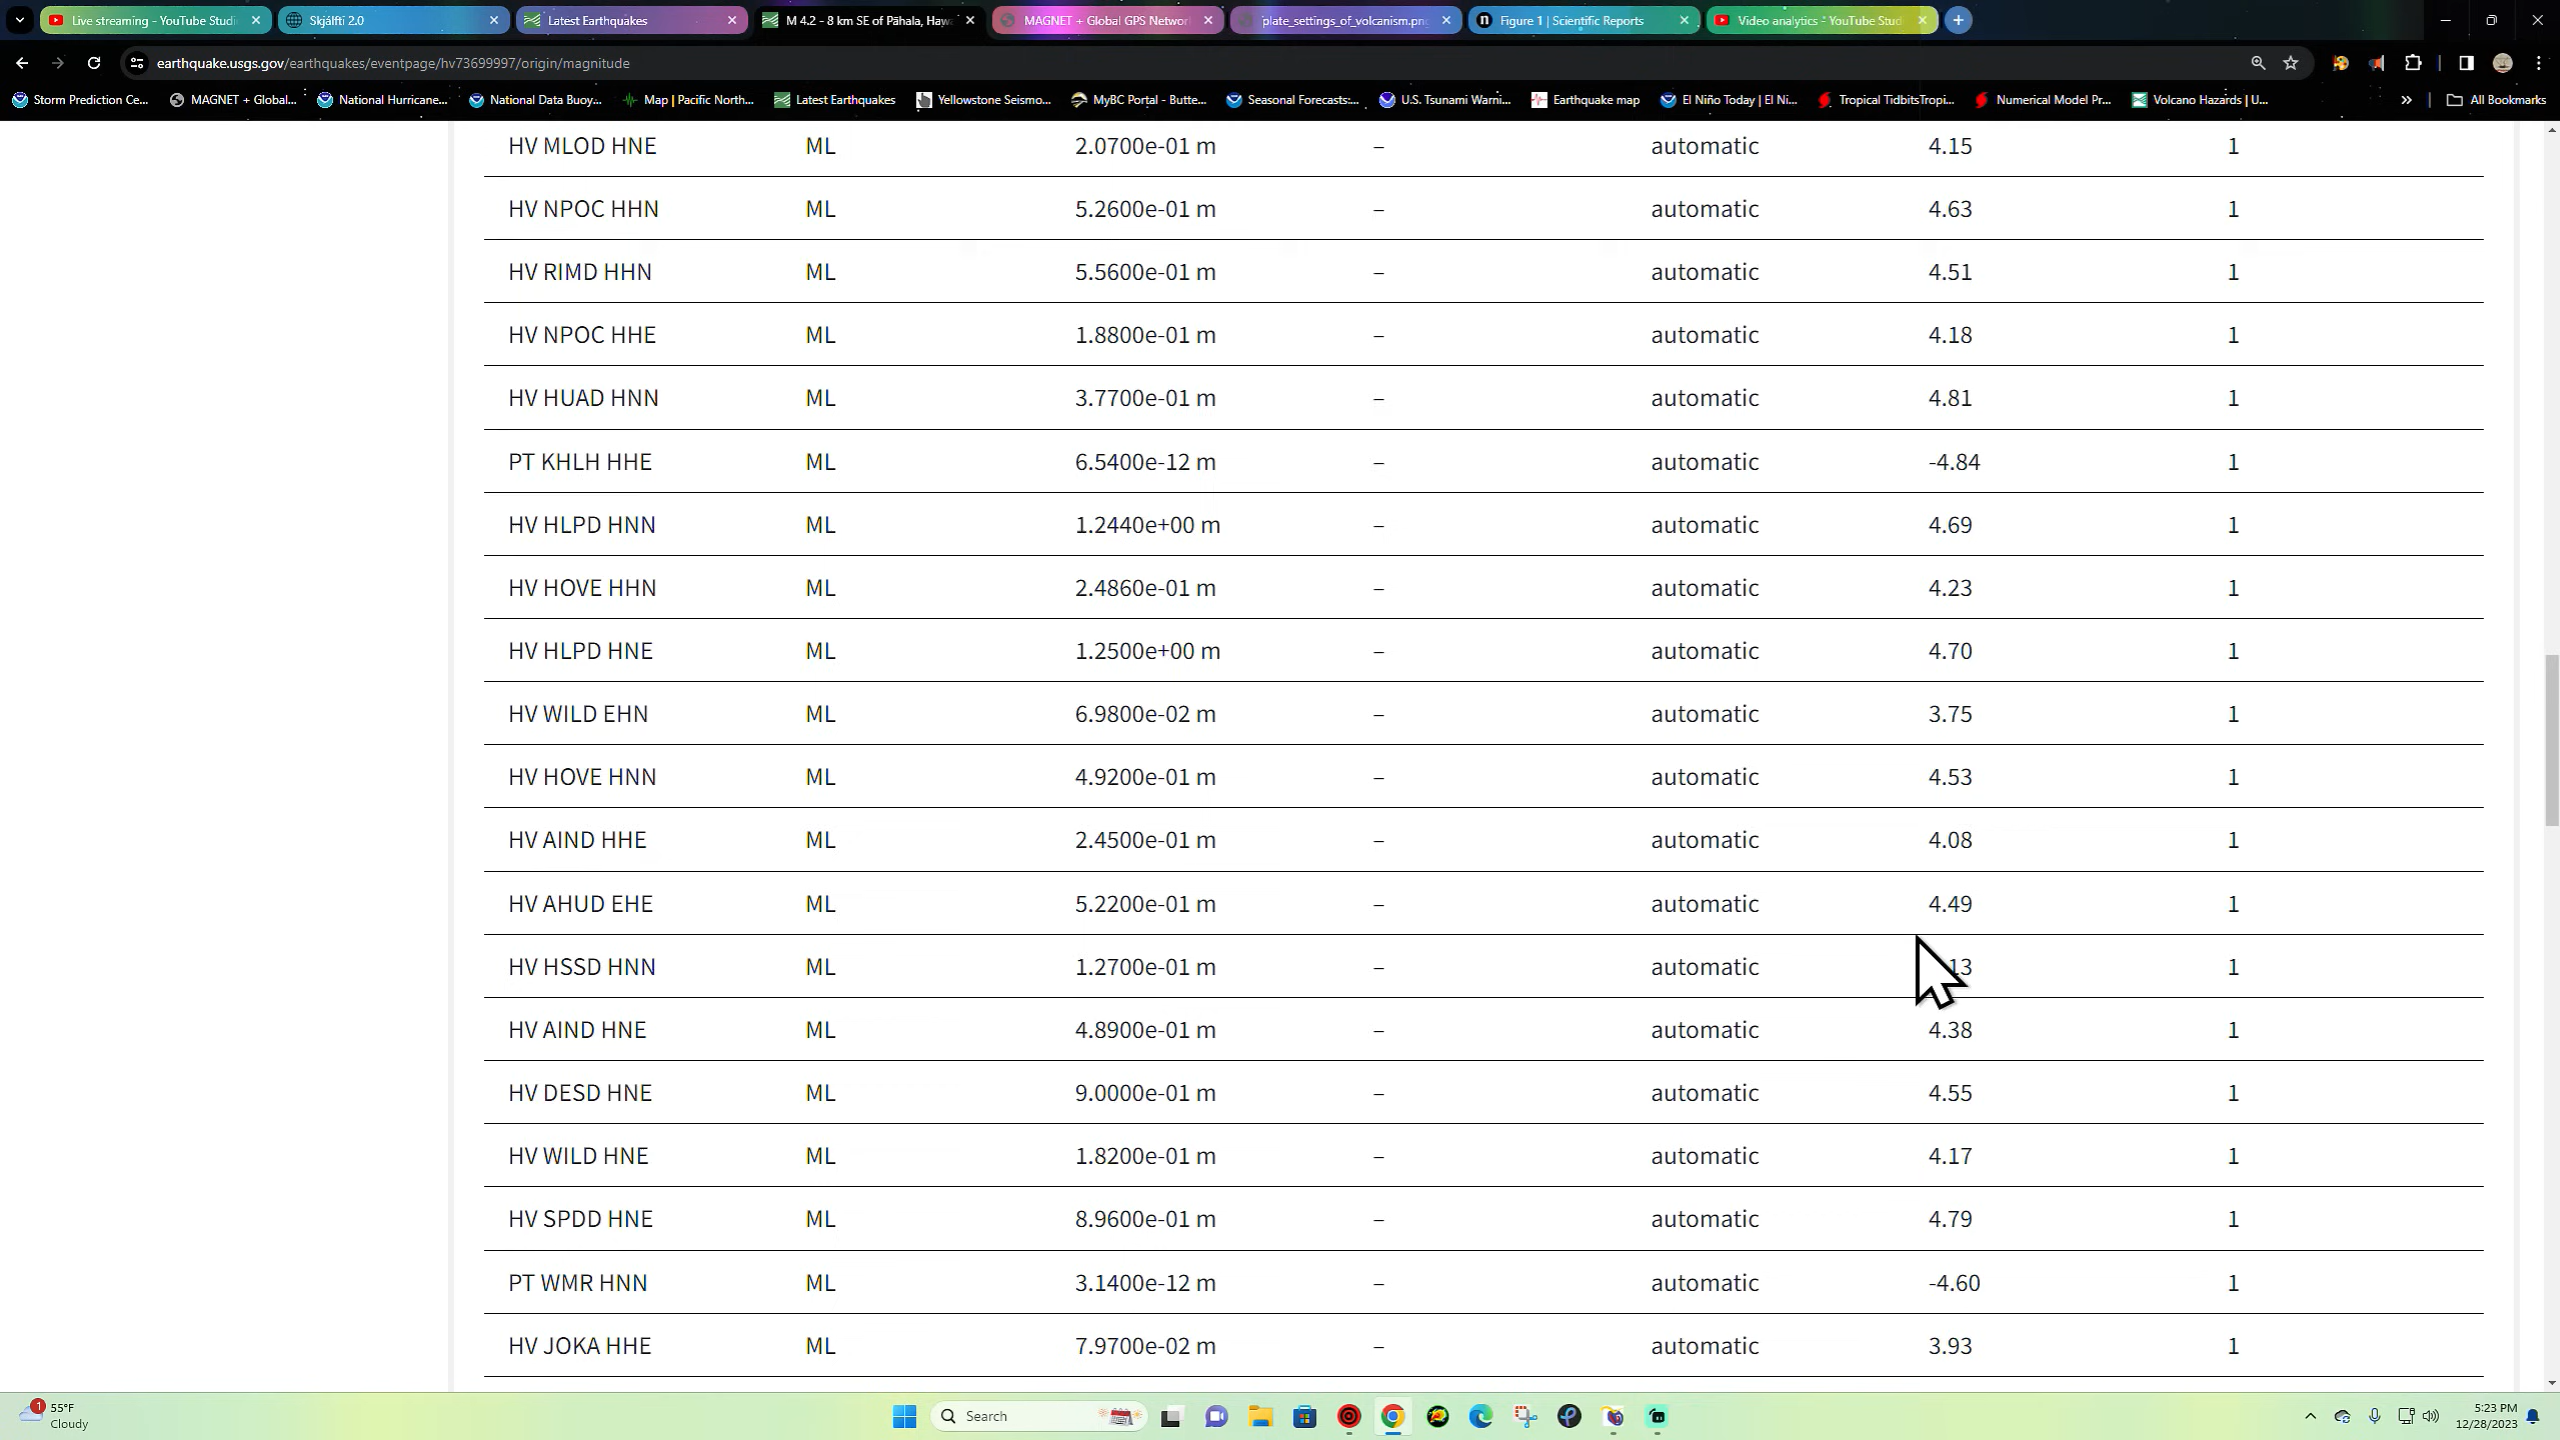 Live streaming - YouTube Studi
Skjálfti 2.0
Latest Earthquakes
M 4.2 - 8 km SE of Pāhala, Hawa
MAGNET + Global GPS Networ
plate_settings_of_volcanism.pn
Figure 1 | Scientific Reports
Video analytics - YouTube Stud
earthquake.usgs.gov/earthquakes/eventpage/hv73699997/origin/magnitude
Storm Prediction Ce...
MAGNET + Global...
National Hurricane...
National Data Buoy...
Map | Pacific North...
Latest Earthquakes
Yellowstone Seismo...
MyBC Portal - Butte...
Seasonal Forecasts:...
U.S. Tsunami Warni...
Earthquake map
El Niño Today | El Ni...
Tropical TidbitsTropi...
Numerical Model Pr...
Volcano Hazards | U...
All Bookmarks
HV MLOD HNE ML 2.0700e-01 m – automatic 4.15 1
HV NPOC HHN ML 5.2600e-01 m – automatic 4.63 1
HV RIMD HHN ML 5.5600e-01 m – automatic 4.51 1
HV NPOC HHE ML 1.8800e-01 m – automatic 4.18 1
HV HUAD HNN ML 3.7700e-01 m – automatic 4.81 1
PT KHLH HHE ML 6.5400e-12 m – automatic -4.84 1
HV HLPD HNN ML 1.2440e+00 m – automatic 4.69 1
HV HOVE HHN ML 2.4860e-01 m – automatic 4.23 1
HV HLPD HNE ML 1.2500e+00 m – automatic 4.70 1
HV WILD EHN ML 6.9800e-02 m – automatic 3.75 1
HV HOVE HNN ML 4.9200e-01 m – automatic 4.53 1
HV AIND HHE ML 2.4500e-01 m – automatic 4.08 1
HV AHUD EHE ML 5.2200e-01 m – automatic 4.49 1
HV HSSD HNN ML 1.2700e-01 m – automatic 13 1
HV AIND HNE ML 4.8900e-01 m – automatic 4.38 1
HV DESD HNE ML 9.0000e-01 m – automatic 4.55 1
HV WILD HNE ML 1.8200e-01 m – automatic 4.17 1
HV SPDD HNE ML 8.9600e-01 m – automatic 4.79 1
PT WMR HNN ML 3.1400e-12 m – automatic -4.60 1
HV JOKA HHE ML 7.9700e-02 m – automatic 3.93 1
1
55°F
Cloudy
Search
5:23 PM
12/28/2023